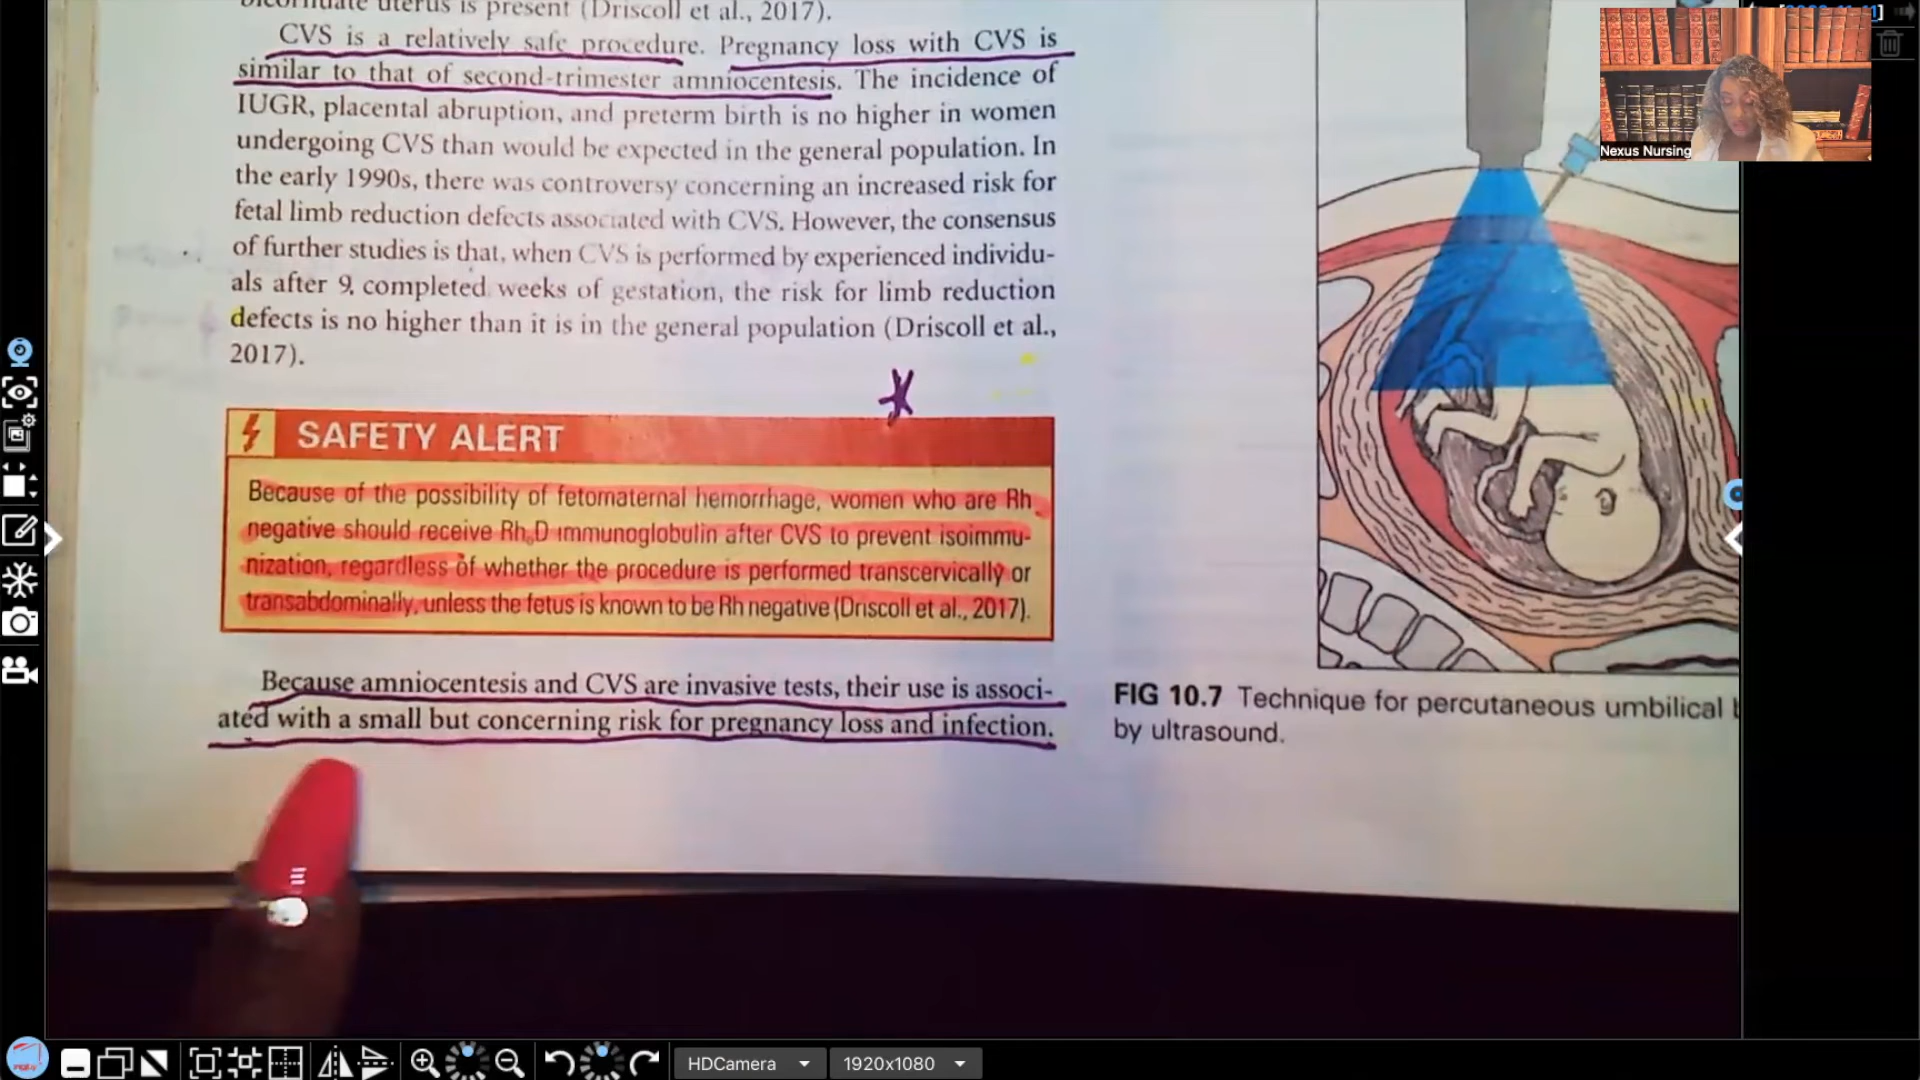 bicornuate uterus is present (Driscoll et al., 2017).
CVS is a relatively safe procedure. Pregnancy loss with CVS is
similar to that of second-trimester amniocentesis. The incidence of
IUGR, placental abruption, and preterm birth is no higher in women
undergoing CVS than would be expected in the general population. In
the early 1990s, there was controversy concerning an increased risk for
fetal limb reduction defects associated with CVS. However, the consensus
of further studies is that, when CVS is performed by experienced individu-
als after 9 completed weeks of gestation, the risk for limb reduction
defects is no higher than it is in the general population (Driscoll et al.,
2017).
SAFETY ALERT
Because of the possibility of fetomaternal hemorrhage, women who are Rh
negative should receive RhoD immunoglobulin after CVS to prevent isoimmu-
nization, regardless of whether the procedure is performed transcervically or
transabdominally, unless the fetus is known to be Rh negative (Driscoll et al., 2017).
Because amniocentesis and CVS are invasive tests, their use is associ-
ated with a small but concerning risk for pregnancy loss and infection.
FIG 10.7 Technique for percutaneous umbilical
by ultrasound.
Nexus Nursing
HDCamera
1920x1080